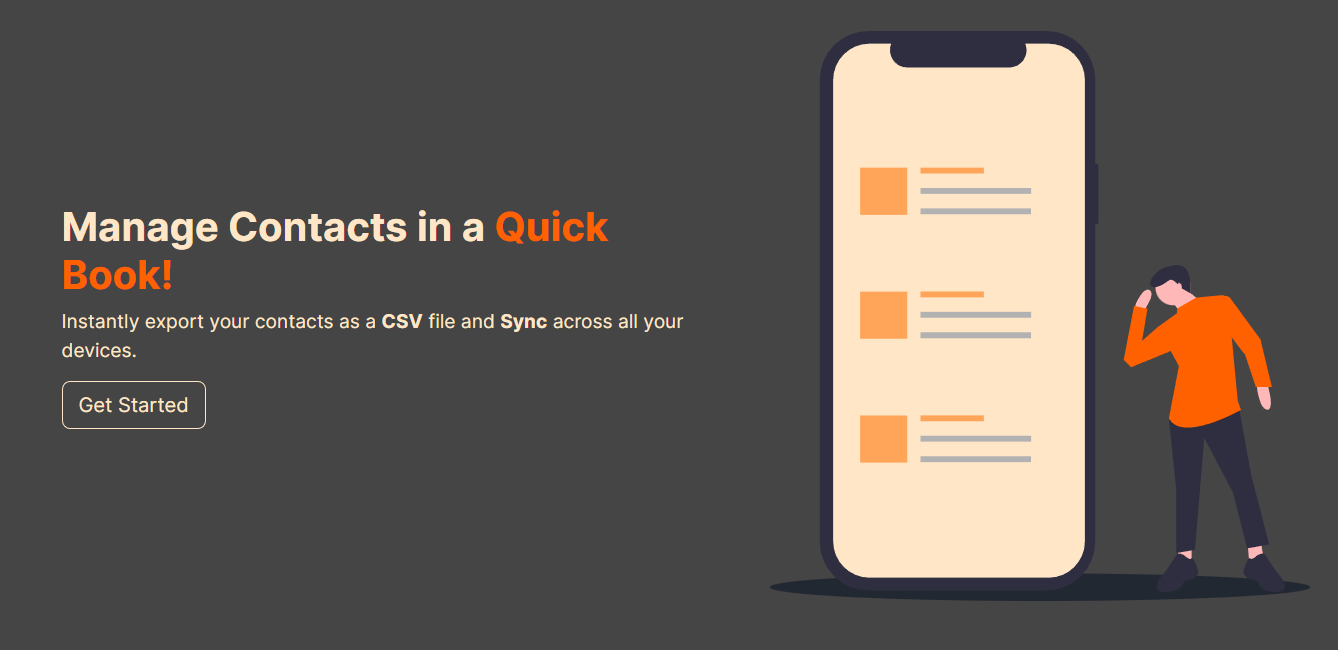 Manage Contacts in a Quick
Book!
Instantly export your contacts as a CSV file and Sync across all your
devices.
Get Started